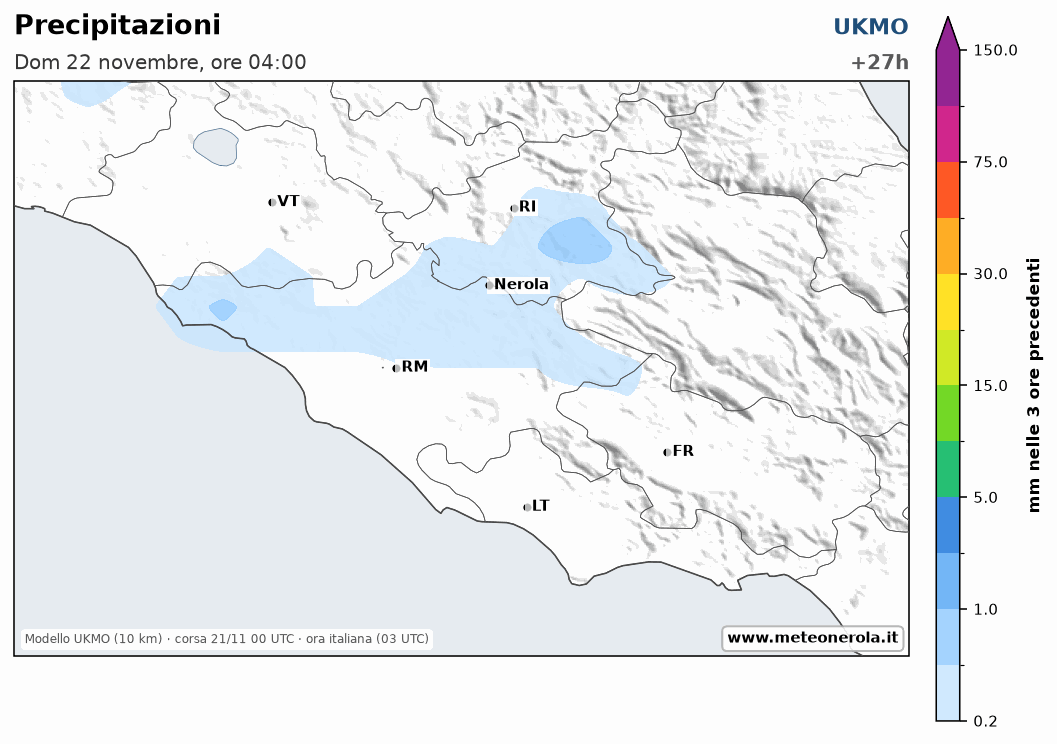 Precipitazioni
UKMO
Dom 22 novembre, ore 04:00
+27h
150.0
75.0
30.0
15.0
5.0
1.0
0.2
mm nelle 3 ore precedenti
VT
RI
Nerola
RM
FR
LT
Modello UKMO (10 km) · corsa 21/11 00 UTC · ora italiana (03 UTC)
www.meteonerola.it